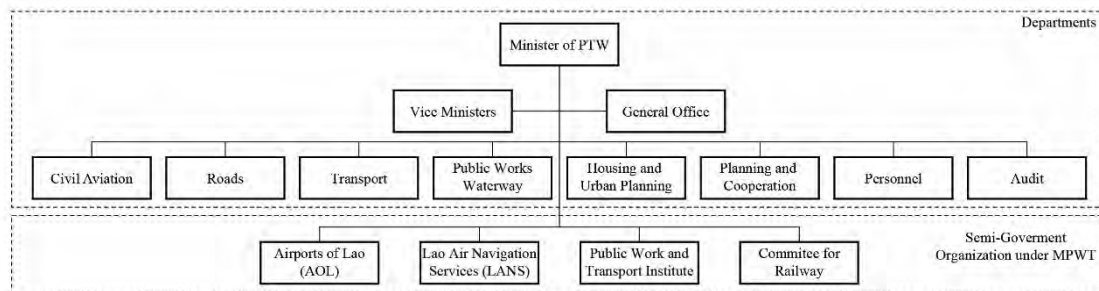 Departments
Minister of PTW
Vice Ministers
General Office
Civil Aviation
Roads
Transport
Public Works
Waterway
Housing and
Urban Planning
Planning and
Cooperation
Personnel
Audit
Airports of Lao
(AOL)
Lao Air Navigation
Services (LANS)
Public Work and
Transport Institute
Commitee for
Railway
Semi-Goverment
Organization under MPWT